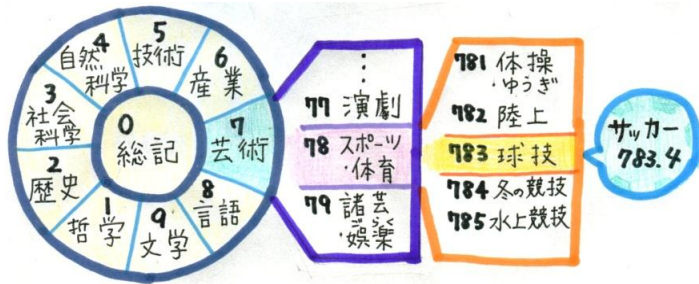 0
総記
1
哲学
2
歴史
3
社会
科学
4
自然
科学
5
技術
6
産業
7
芸術
8
言語
9
文学
⋮
77 演劇
78 スポーツ
・体育
79 諸芸
・娯楽
ごらく
781 体操
・ゆうぎ
782 陸上
783 球技
784 冬の競技
785 水上競技
サッカー
783.4